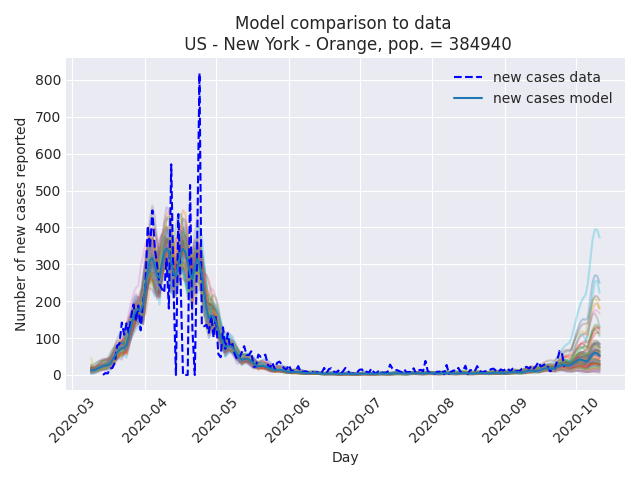 Model comparison to data
US - New York - Orange, pop. = 384940
new cases data
new cases model
Number of new cases reported
800
700
600
500
400
300
200
100
0
2020-03
2020-04
2020-05
2020-06
2020-07
2020-08
2020-09
2020-10
Day